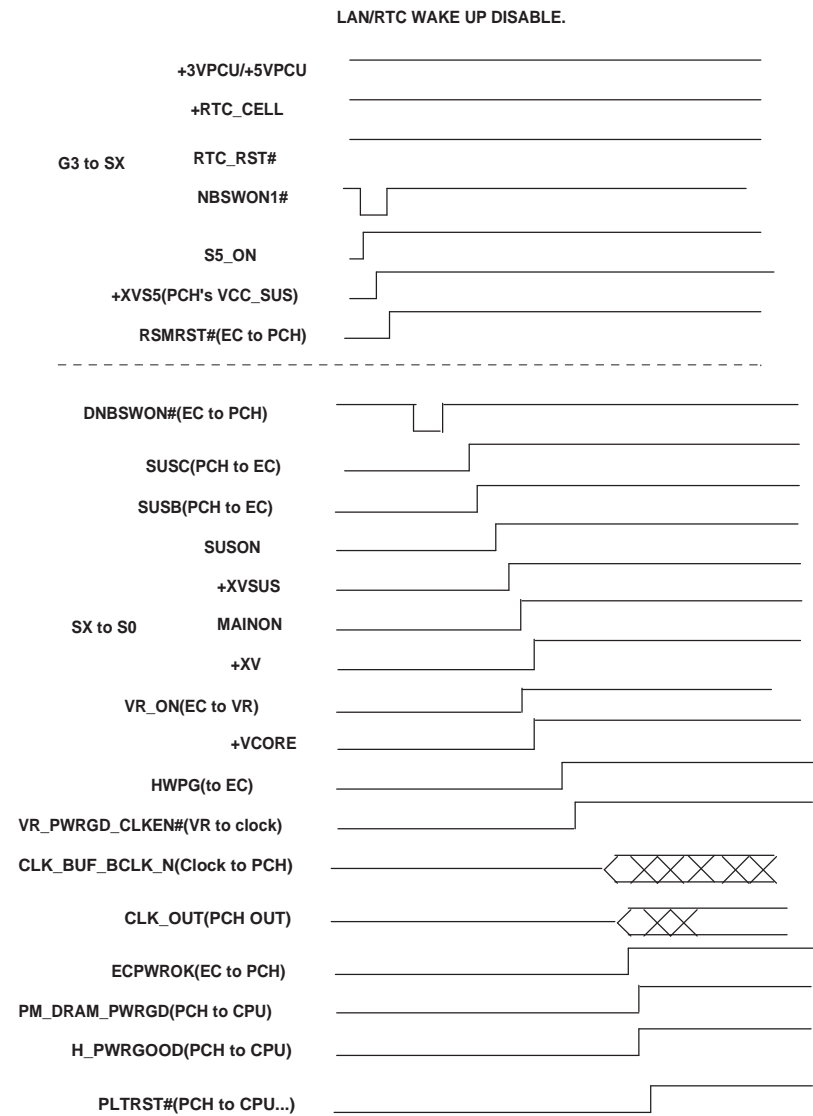 LAN/RTC WAKE UP DISABLE.
+3VPCU/+5VPCU
+RTC_CELL
G3 to SX
RTC_RST#
NBSWON1#
S5_ON
+XVS5(PCH's VCC_SUS)
RSMRST#(EC to PCH)
DNBSWON#(EC to PCH)
SUSC(PCH to EC)
SUSB(PCH to EC)
SUSON
+XVSUS
SX to S0
MAINON
+XV
VR_ON(EC to VR)
+VCORE
HWPG(to EC)
VR_PWRGD_CLKEN#(VR to clock)
CLK_BUF_BCLK_N(Clock to PCH)
CLK_OUT(PCH OUT)
ECPWROK(EC to PCH)
PM_DRAM_PWRGD(PCH to CPU)
H_PWRGOOD(PCH to CPU)
PLTRST#(PCH to CPU...)